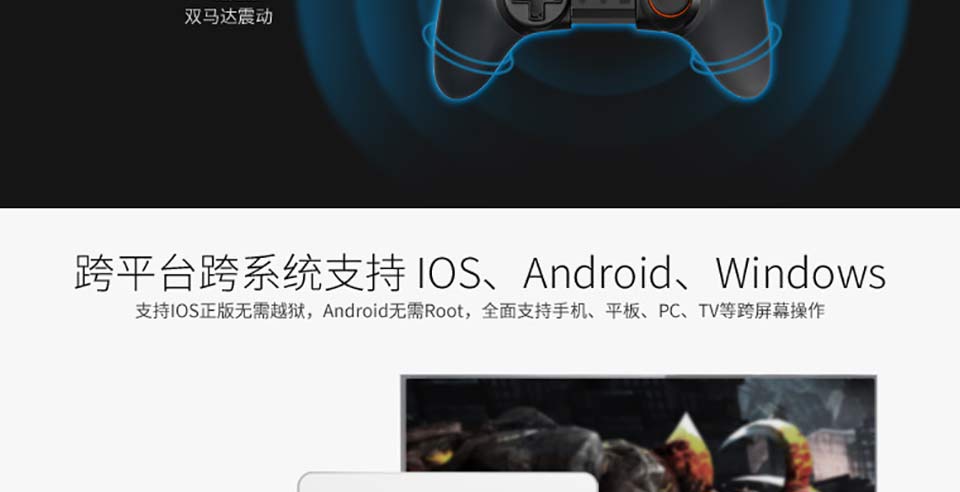 双马达震动
跨平台跨系统支持 IOS、Android、Windows
支持IOS正版无需越狱，Android无需Root，全面支持手机、平板、PC、TV等跨屏幕操作